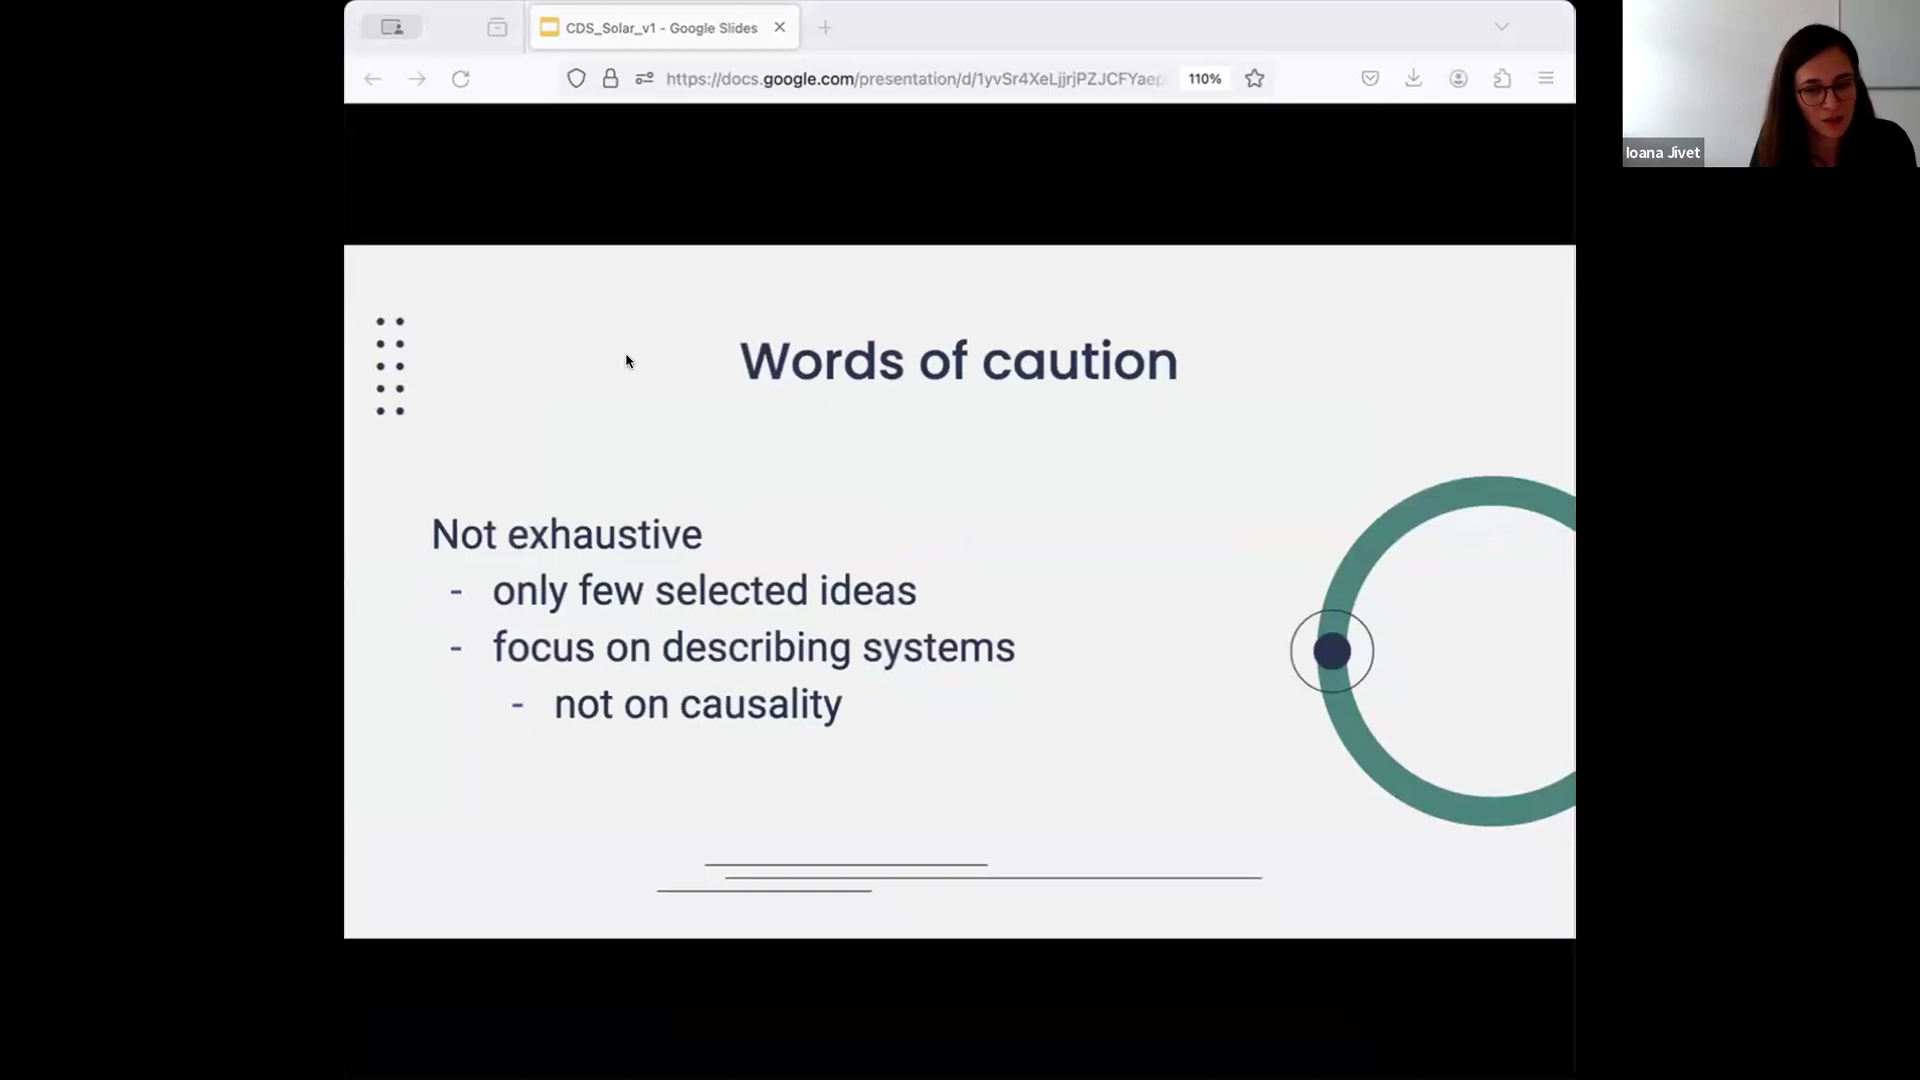 CDS_Solar_v1 - Google Slides
https://docs.google.com/presentation/d/1yvSr4XeLjjrjPZJCFYaep
110%
Ioana Jivet
Words of caution
Not exhaustive
- only few selected ideas
- focus on describing systems
- not on causality